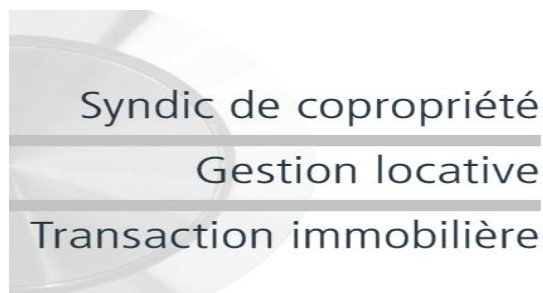 Syndic de copropriété
Gestion locative
Transaction immobilière